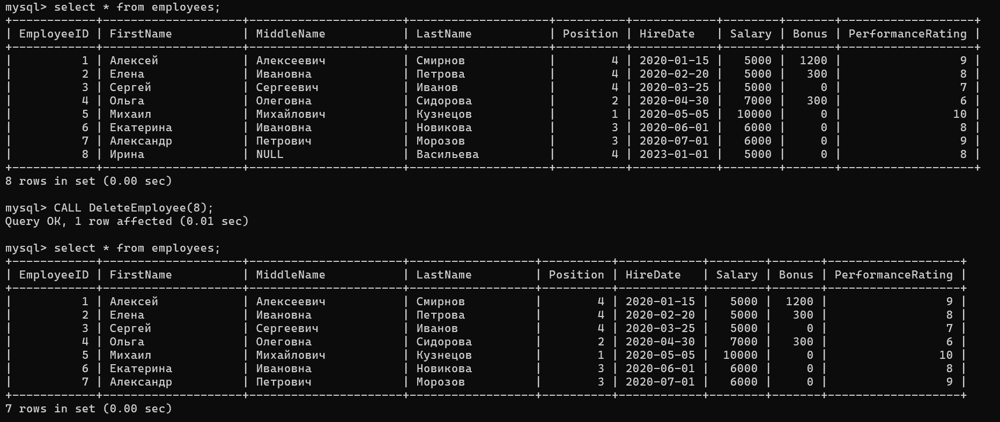 mysql> select * from employees;
+------------+--------------------+----------------------+--------------------+----------+------------+--------+-------+-------------------+
| EmployeeID | FirstName          | MiddleName           | LastName           | Position | HireDate   | Salary | Bonus | PerformanceRating |
+------------+--------------------+----------------------+--------------------+----------+------------+--------+-------+-------------------+
|          1 | Алексей            | Алексеевич           | Смирнов            |        4 | 2020-01-15 |   5000 |  1200 |                 9 |
|          2 | Елена              | Ивановна             | Петрова            |        4 | 2020-02-20 |   5000 |   300 |                 8 |
|          3 | Сергей             | Сергеевич            | Иванов             |        4 | 2020-03-25 |   5000 |     0 |                 7 |
|          4 | Ольга              | Олеговна             | Сидорова           |        2 | 2020-04-30 |   7000 |   300 |                 6 |
|          5 | Михаил             | Михайлович           | Кузнецов           |        1 | 2020-05-05 |  10000 |     0 |                10 |
|          6 | Екатерина          | Ивановна             | Новикова           |        3 | 2020-06-01 |   6000 |     0 |                 8 |
|          7 | Александр          | Петрович             | Морозов            |        3 | 2020-07-01 |   6000 |     0 |                 9 |
|          8 | Ирина              | NULL                 | Васильева          |        4 | 2023-01-01 |   5000 |     0 |                 8 |
+------------+--------------------+----------------------+--------------------+----------+------------+--------+-------+-------------------+
8 rows in set (0.00 sec)

mysql> CALL DeleteEmployee(8);
Query OK, 1 row affected (0.01 sec)

mysql> select * from employees;
+------------+--------------------+----------------------+------------------+----------+------------+--------+-------+-------------------+
| EmployeeID | FirstName          | MiddleName           | LastName         | Position | HireDate   | Salary | Bonus | PerformanceRating |
+------------+--------------------+----------------------+------------------+----------+------------+--------+-------+-------------------+
|          1 | Алексей            | Алексеевич           | Смирнов          |        4 | 2020-01-15 |   5000 |  1200 |                 9 |
|          2 | Елена              | Ивановна             | Петрова          |        4 | 2020-02-20 |   5000 |   300 |                 8 |
|          3 | Сергей             | Сергеевич            | Иванов           |        4 | 2020-03-25 |   5000 |     0 |                 7 |
|          4 | Ольга              | Олеговна             | Сидорова         |        2 | 2020-04-30 |   7000 |   300 |                 6 |
|          5 | Михаил             | Михайлович           | Кузнецов         |        1 | 2020-05-05 |  10000 |     0 |                10 |
|          6 | Екатерина          | Ивановна             | Новикова         |        3 | 2020-06-01 |   6000 |     0 |                 8 |
|          7 | Александр          | Петрович             | Морозов          |        3 | 2020-07-01 |   6000 |     0 |                 9 |
+------------+--------------------+----------------------+------------------+----------+------------+--------+-------+-------------------+
7 rows in set (0.00 sec)